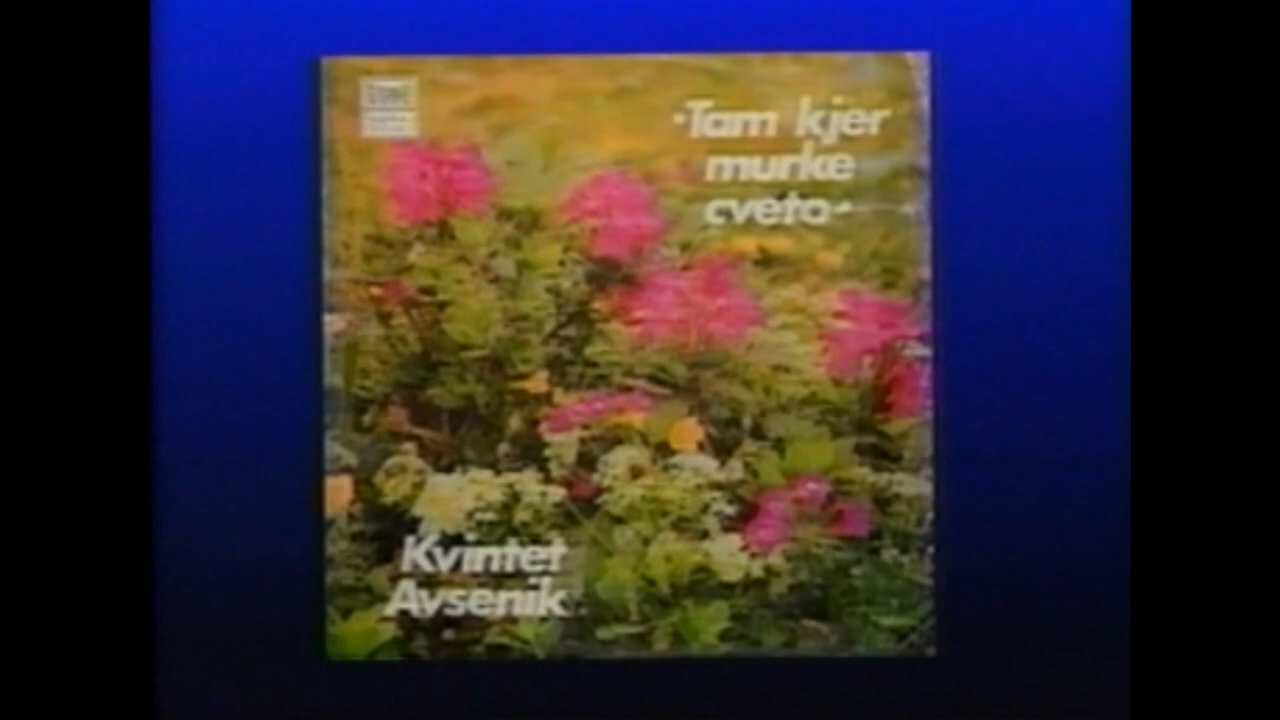 Tam kjer
murke
cveto
Kvintet
Avsenik